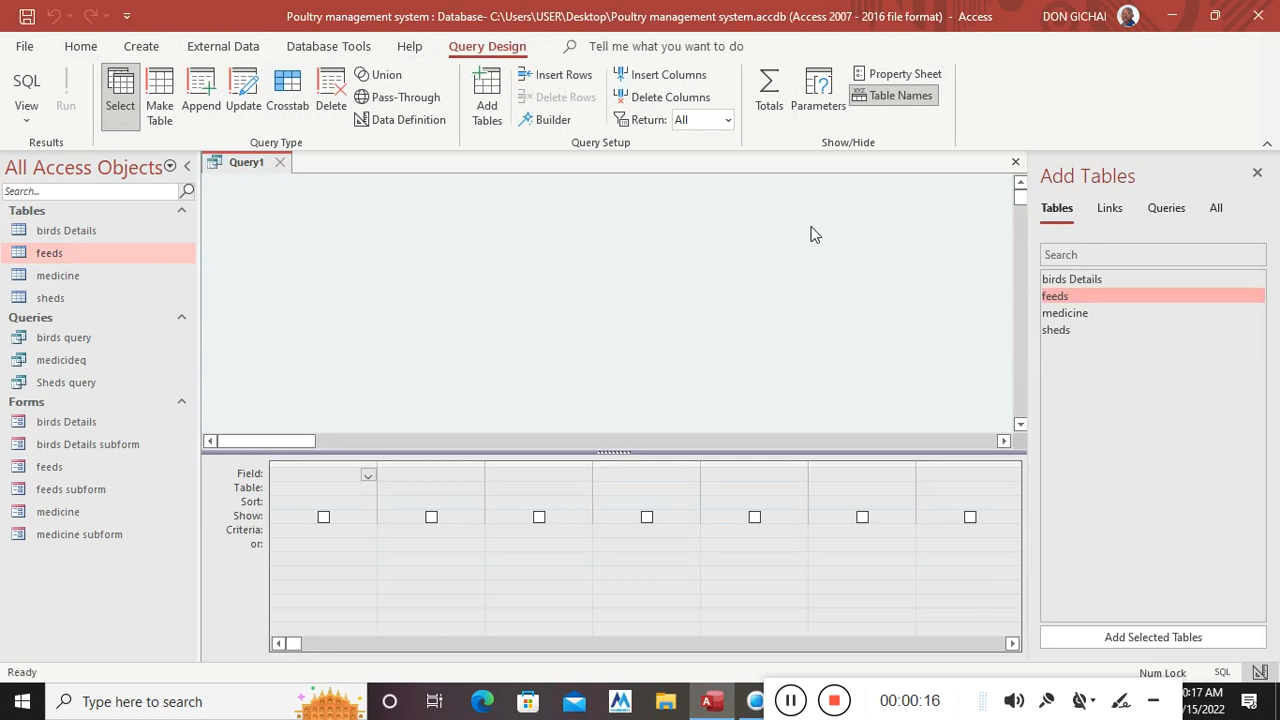 Poultry management system : Database- C:\Users\USER\Desktop\Poultry management system.accdb (Access 2007 - 2016 file format) - Access
DON GICHAI
File Home Create External Data Database Tools Help Query Design Tell me what you want to do
SQL
View
Run
Select
Make
Table
Append
Update
Crosstab
Delete
Union
Pass-Through
Data Definition
Add
Tables
Insert Rows
Delete Rows
Builder
Insert Columns
Delete Columns
Return: All
Totals
Parameters
Property Sheet
XYZ
Table Names
Results
Query Type
Query Setup
Show/Hide
All Access Objects
Search...
Tables
birds Details
feeds
medicine
sheds
Queries
birds query
medicideq
Sheds query
Forms
birds Details
birds Details subform
feeds
feeds subform
medicine
medicine subform
Query1
Field:
Table:
Sort:
Show:
Criteria:
or:
Add Tables
Tables Links Queries All
Search
birds Details
feeds
medicine
sheds
Add Selected Tables
Ready
Num Lock
SQL
Type here to search
00:00:16
0:17 AM
/15/2022